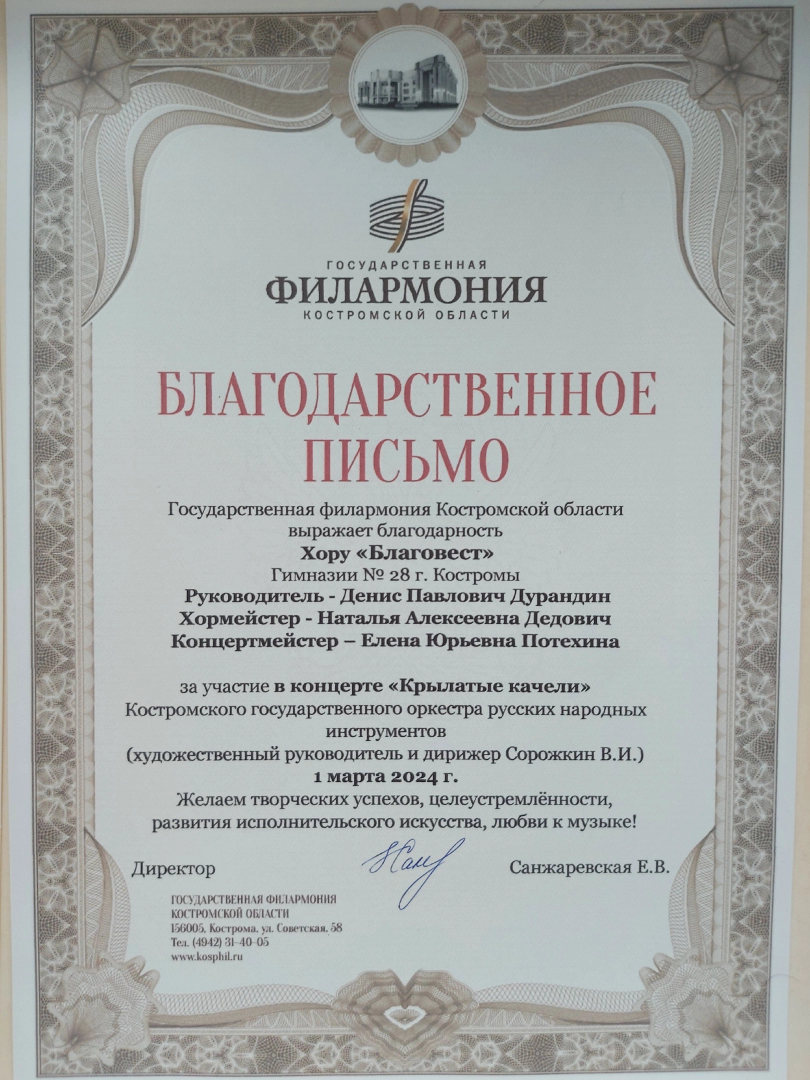 ГОСУДАРСТВЕННАЯ
ФИЛАРМОНИЯ
КОСТРОМСКОЙ ОБЛАСТИ
БЛАГОДАРСТВЕННОЕ
ПИСЬМО
Государственная филармония Костромской области
выражает благодарность
Хору «Благовест»
Гимназии № 28 г. Костромы
Руководитель - Денис Павлович Дурандин
Хормейстер - Наталья Алексеевна Дедович
Концертмейстер – Елена Юрьевна Потехина
за участие в концерте «Крылатые качели»
Костромского государственного оркестра русских народных
инструментов
(художественный руководитель и дирижер Сорожкин В.И.)
1 марта 2024 г.
Желаем творческих успехов, целеустремлённости,
развития исполнительского искусства, любви к музыке!
Директор Санжаревская Е.В.
ГОСУДАРСТВЕННАЯ ФИЛАРМОНИЯ
КОСТРОМСКОЙ ОБЛАСТИ
156005, Кострома, ул. Советская, 58
Тел. (4942) 31-40-05
www.kosphil.ru